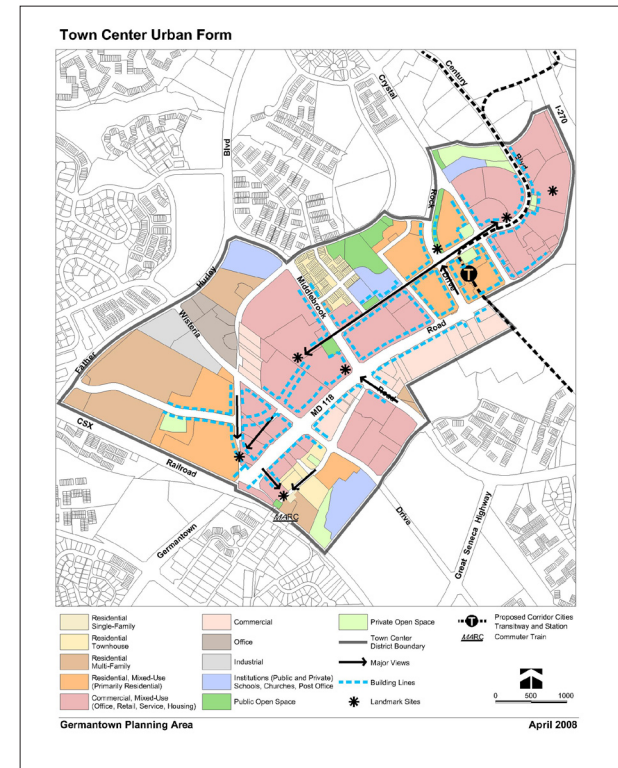 Town Center Urban Form
Century
Crystal
I-270
Blvd
Blvd
Rock
Hurley
Middlebrook
Drive
Wisteria
Road
Father
MD 118
Road
CSX
Railroad
MARC
Germantown
Drive
Great Seneca Highway
T
Residential
Single-Family
Residential
Townhouse
Residential
Multi-Family
Residential, Mixed-Use
(Primarily Residential)
Commercial, Mixed-Use
(Office, Retail, Service, Housing)
Commercial
Office
Industrial
Institutions (Public and Private)
Schools, Churches, Post Office
Public Open Space
Private Open Space
Town Center
District Boundary
Major Views
Building Lines
Landmark Sites
T
Proposed Corridor Cities
Transitway and Station
MARC
Commuter Train
0 500 1000
Germantown Planning Area
April 2008